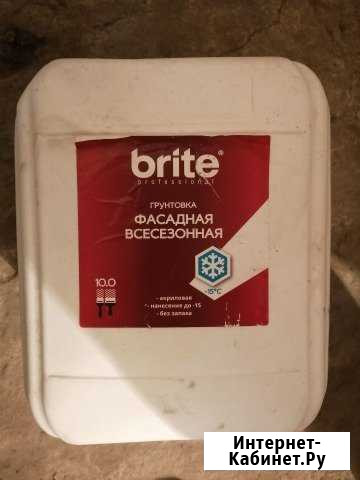 brite®
professional
ГРУНТОВКА
ФАСАДНАЯ
ВСЕСЕЗОННАЯ
10.0
-15°C
- акриловая
- нанесение до -15
- без запаха
Интернет-
Кабинет.Ру